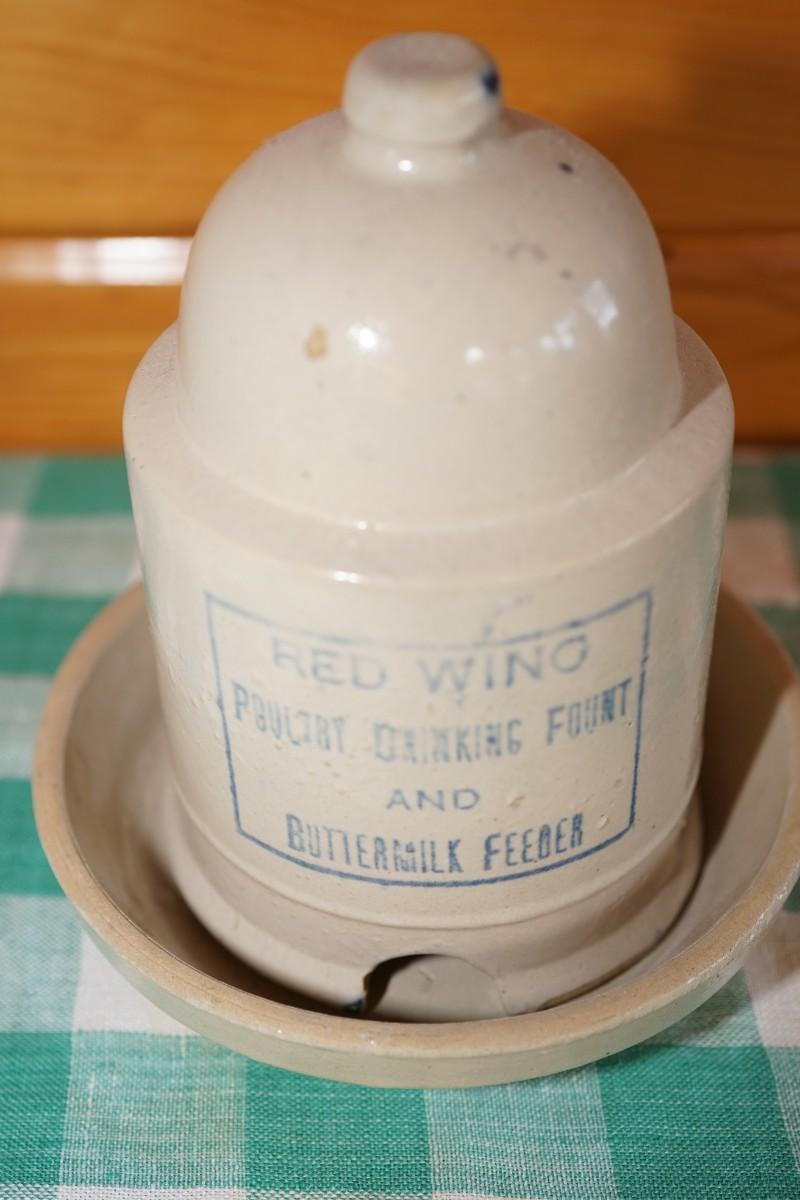 RED WING
POULTRY DRINKING FOUNT
AND
BUTTERMILK FEEDER